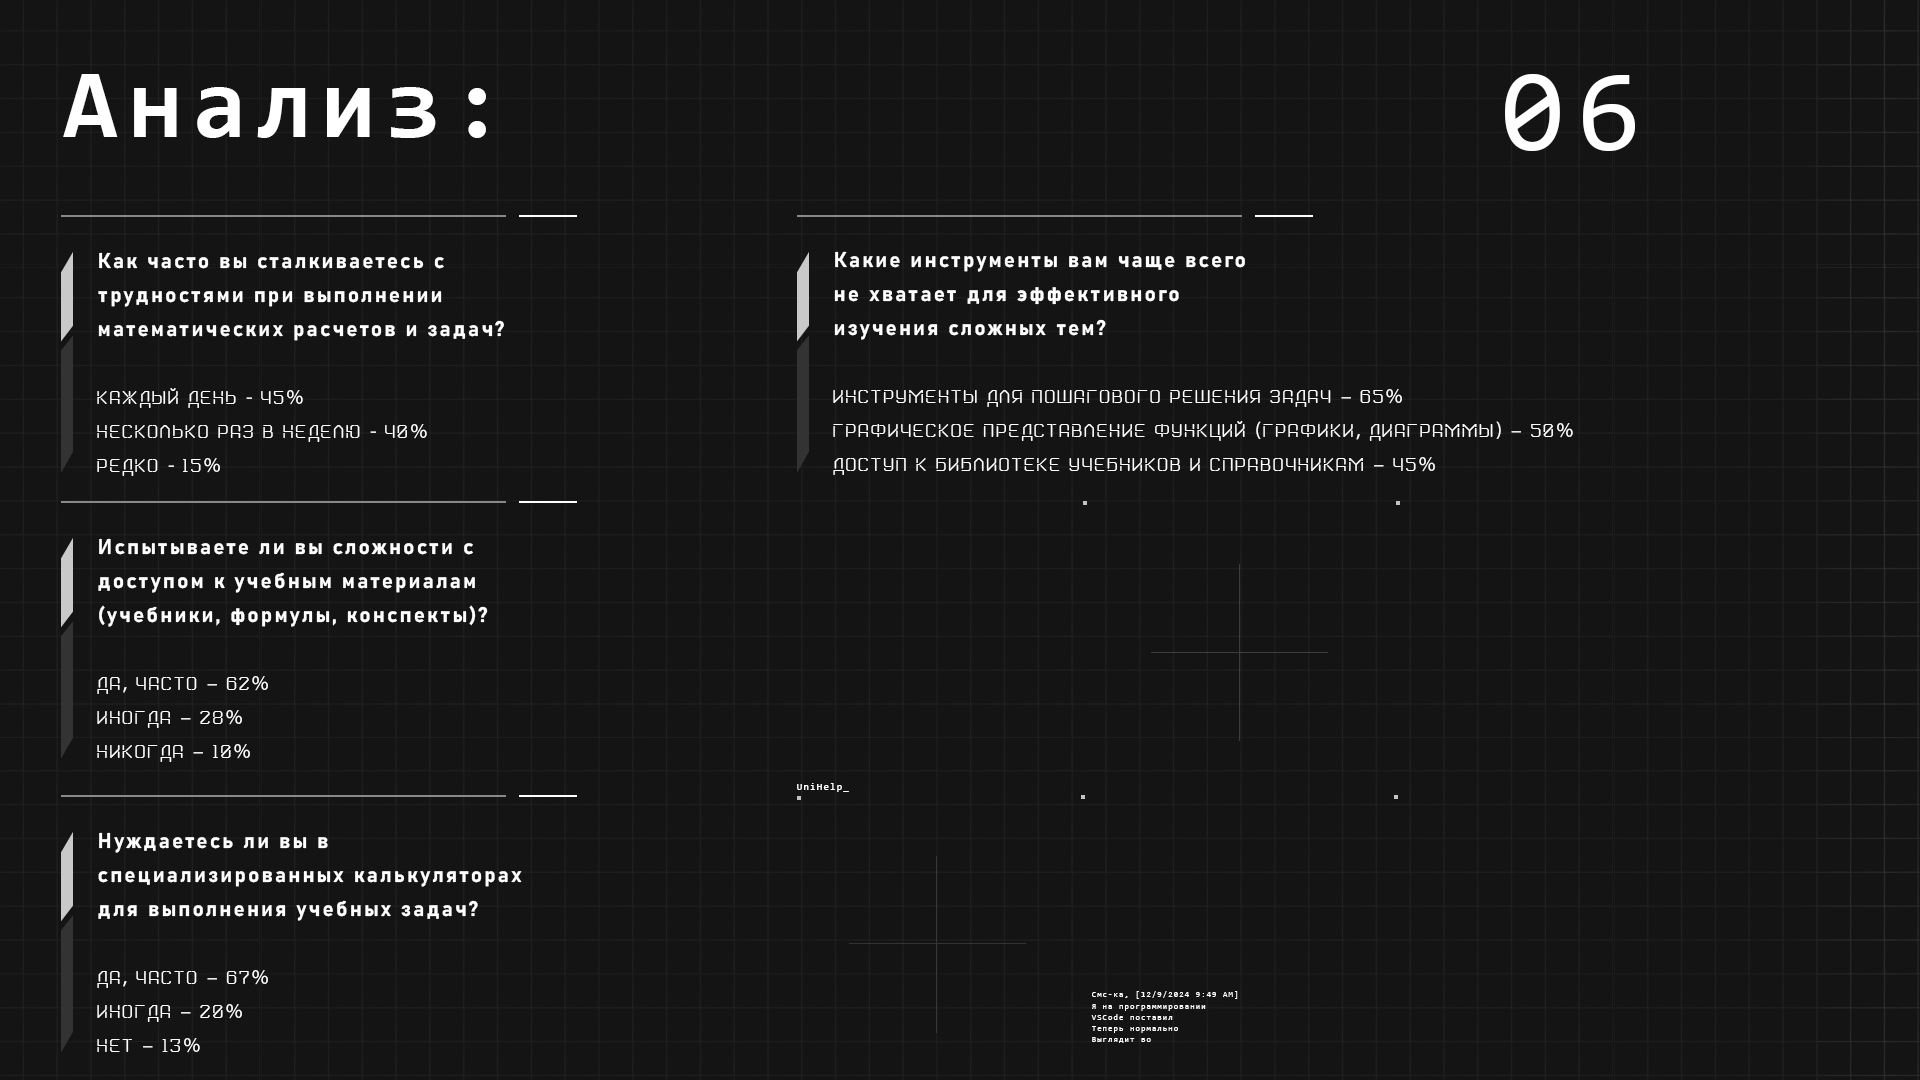 Анализ:
06
Как часто вы сталкиваетесь с
трудностями при выполнении
математических расчетов и задач?
КАЖДЫЙ ДЕНЬ - 45%
НЕСКОЛЬКО РАЗ В НЕДЕЛЮ - 40%
РЕДКО - 15%
Испытываете ли вы сложности с
доступом к учебным материалам
(учебники, формулы, конспекты)?
ДА, ЧАСТО – 62%
ИНОГДА – 28%
НИКОГДА – 10%
Нуждаетесь ли вы в
специализированных калькуляторах
для выполнения учебных задач?
ДА, ЧАСТО – 67%
ИНОГДА – 20%
НЕТ – 13%
Какие инструменты вам чаще всего
не хватает для эффективного
изучения сложных тем?
ИНСТРУМЕНТЫ ДЛЯ ПОШАГОВОГО РЕШЕНИЯ ЗАДАЧ – 65%
ГРАФИЧЕСКОЕ ПРЕДСТАВЛЕНИЕ ФУНКЦИЙ (ГРАФИКИ, ДИАГРАММЫ) – 50%
ДОСТУП К БИБЛИОТЕКЕ УЧЕБНИКОВ И СПРАВОЧНИКАМ – 45%
UniHelp_
Смс-ка, [12/9/2024 9:49 AM]
Я на программировании
VSCode поставил
Теперь нормально
Выглядит во